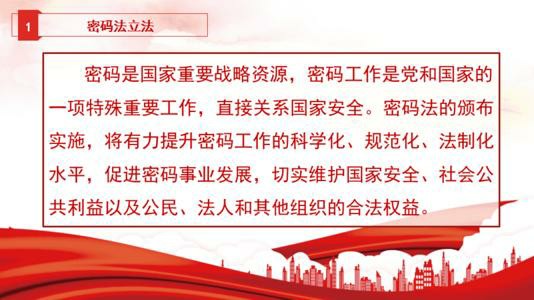 1
密码法立法
密码是国家重要战略资源，密码工作是党和国家的
一项特殊重要工作，直接关系国家安全。密码法的颁布
实施，将有力提升密码工作的科学化、规范化、法制化
水平，促进密码事业发展，切实维护国家安全、社会公
共利益以及公民、法人和其他组织的合法权益。